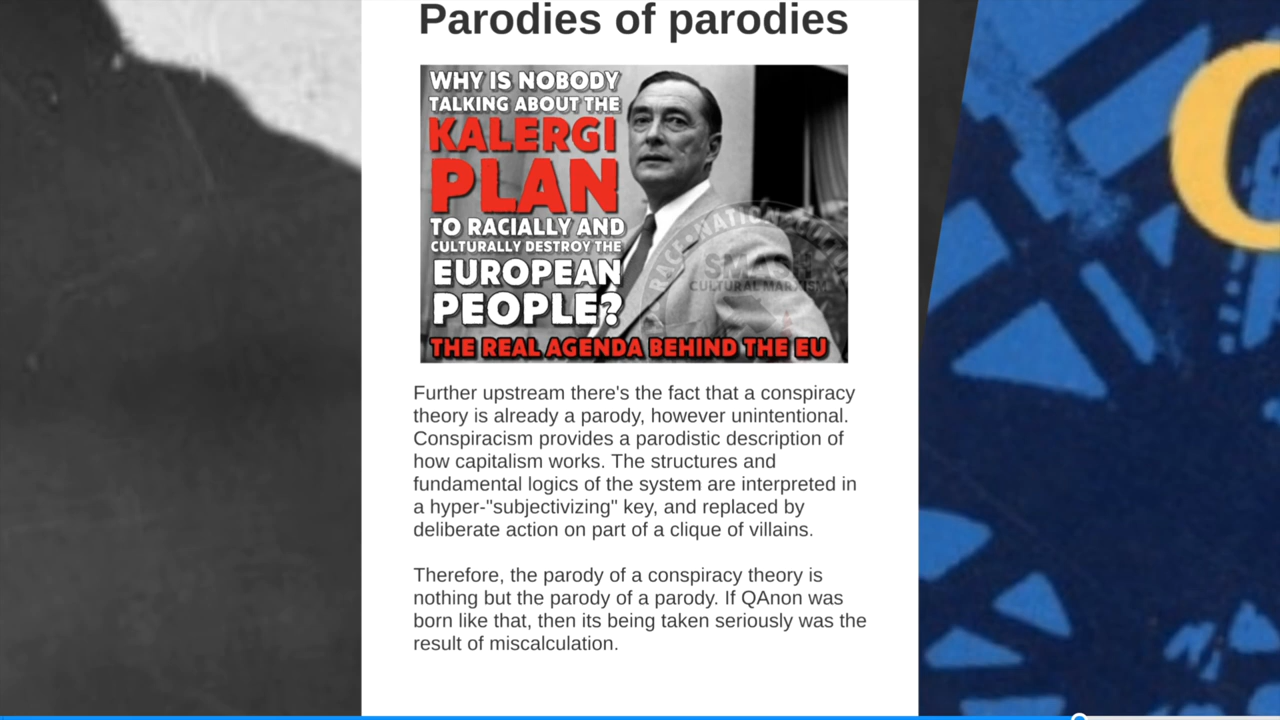 Parodies of parodies
WHY IS NOBODY
TALKING ABOUT THE
KALERGI
PLAN
TO RACIALLY AND
CULTURALLY DESTROY THE
EUROPEAN
PEOPLE?
THE REAL AGENDA BEHIND THE EU
CULTURAL MARXISM
Further upstream there's the fact that a conspiracy
theory is already a parody, however unintentional.
Conspiracism provides a parodistic description of
how capitalism works. The structures and
fundamental logics of the system are interpreted in
a hyper-"subjectivizing" key, and replaced by
deliberate action on part of a clique of villains.
Therefore, the parody of a conspiracy theory is
nothing but the parody of a parody. If QAnon was
born like that, then its being taken seriously was the
result of miscalculation.